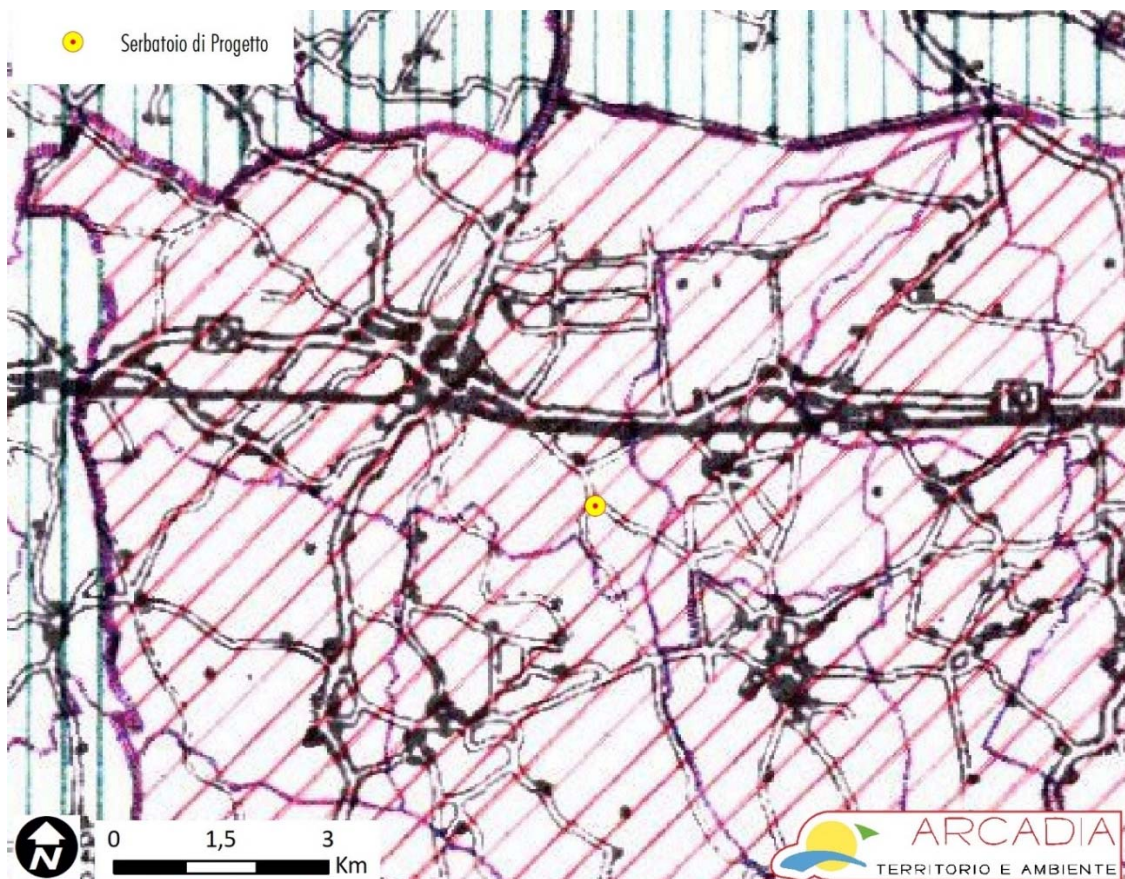 Serbatoio di Progetto
N
0 1,5 3
Km
ARCADIA
TERRITORIO E AMBIENTE